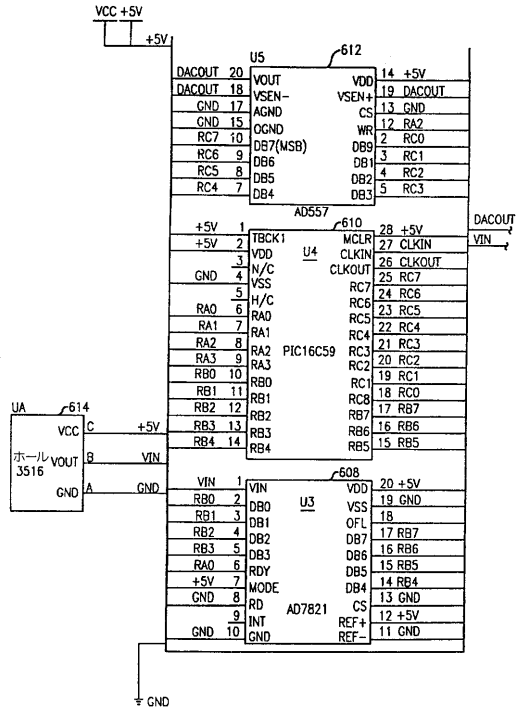 VCC +5V
+5V
U5
612
DACOUT 20 VOUT VDD 14 +5V
DACOUT 18 VSEN- VSEN+ 19 DACOUT
GND 17 AGND CS 13 GND
GND 15 OGND WR 12 RA2
RC7 10 DB7(MSB) DB9 2 RC0
RC6 9 DB6 DB1 3 RC1
RC5 8 DB5 DB2 4 RC2
RC4 7 DB4 DB3 5 RC3
AD557
610
DACOUT
VIN
U4
+5V 1 TBCK1 MCLR 28 +5V
+5V 2 VDD CLKIN 27 CLKIN
3 N/C CLKOUT 26 CLKOUT
GND 4 VSS RC7 25 RC7
5 H/C RC6 24 RC6
RA0 6 RA0 RC5 23 RC5
RA1 7 RA1 RC4 22 RC4
RA2 8 RA2 PIC16C59 RC3 21 RC3
RA3 9 RA3 RC2 20 RC2
RB0 10 RB0 RC1 19 RC1
RB1 11 RB1 RC8 18 RC0
RB2 12 RB2 RB7 17 RB7
RB3 13 RB3 RB6 16 RB6
RB4 14 RB4 RB5 15 RB5
UA
614
VCC C +5V
ホール 3516 VOUT B VIN
GND A GND
608
U3
VIN 1 VIN VDD 20 +5V
RB0 2 DB0 VSS 19 GND
RB1 3 DB1 OFL 18
RB2 4 DB2 DB7 17 RB7
RB3 5 DB3 DB6 16 RB6
RA0 6 RDY DB5 15 RB5
+5V 7 MODE DB4 14 RB4
GND 8 RD AD7821 CS 13 GND
9 INT REF+ 12 +5V
GND 10 GND REF- 11 GND
GND